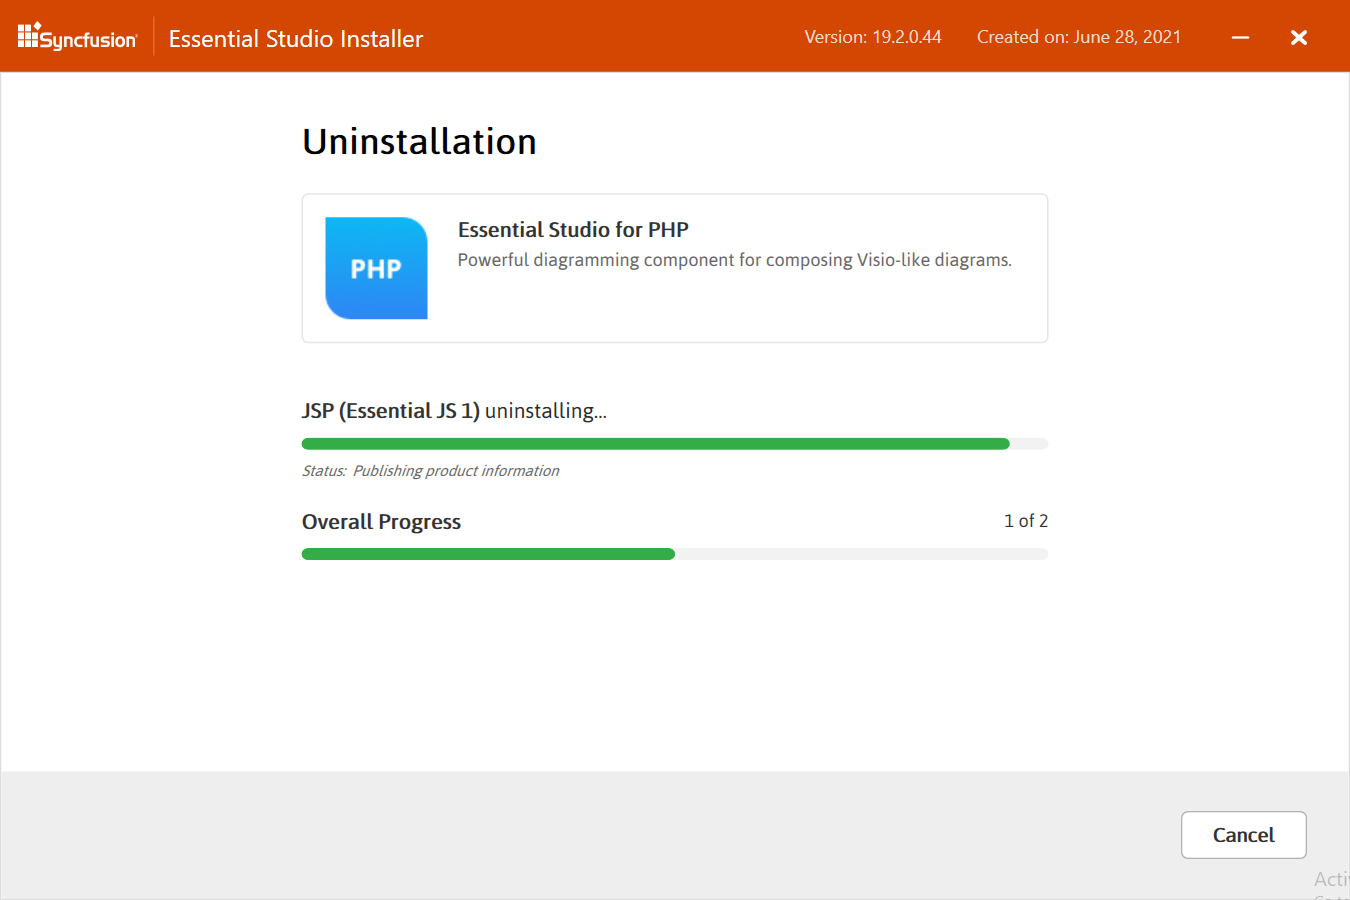 Syncfusion
Essential Studio Installer
Version: 19.2.0.44
Created on: June 28, 2021
Uninstallation
PHP
Essential Studio for PHP
Powerful diagramming component for composing Visio-like diagrams.
JSP (Essential JS 1) uninstalling...
Status: Publishing product information
Overall Progress
1 of 2
Cancel
Acti